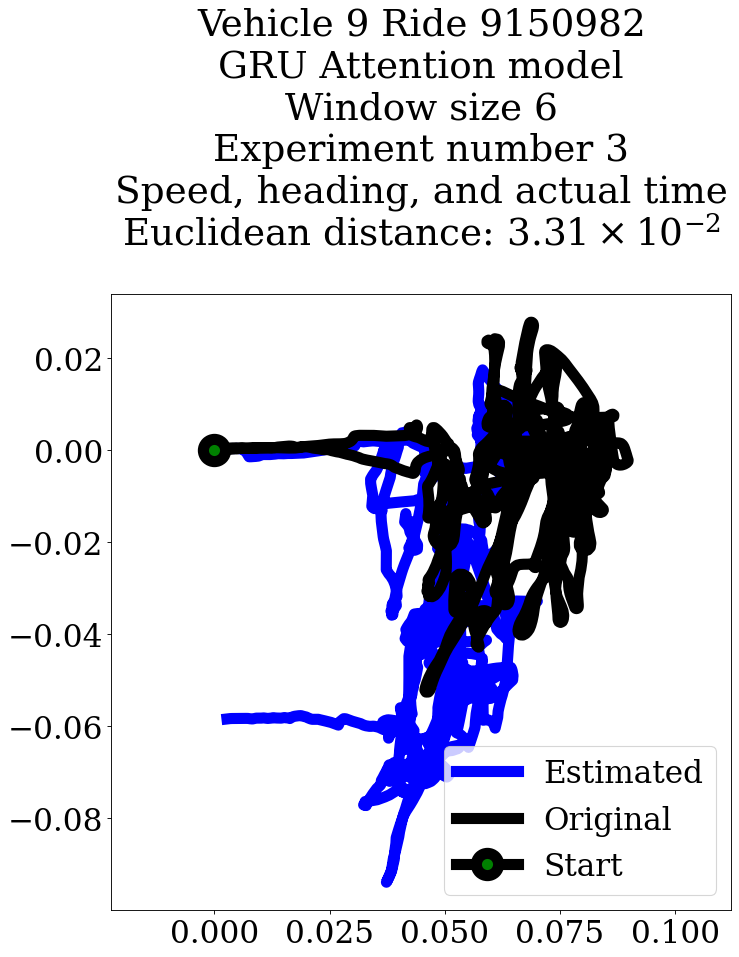 Vehicle 9 Ride 9150982
GRU Attention model
Window size 6
Experiment number 3
Speed, heading, and actual time
Euclidean distance: 3.31 × 10⁻²
0.02
0.00
−0.02
−0.04
−0.06
−0.08
Estimated
Original
Start
0.000 0.025 0.050 0.075 0.100